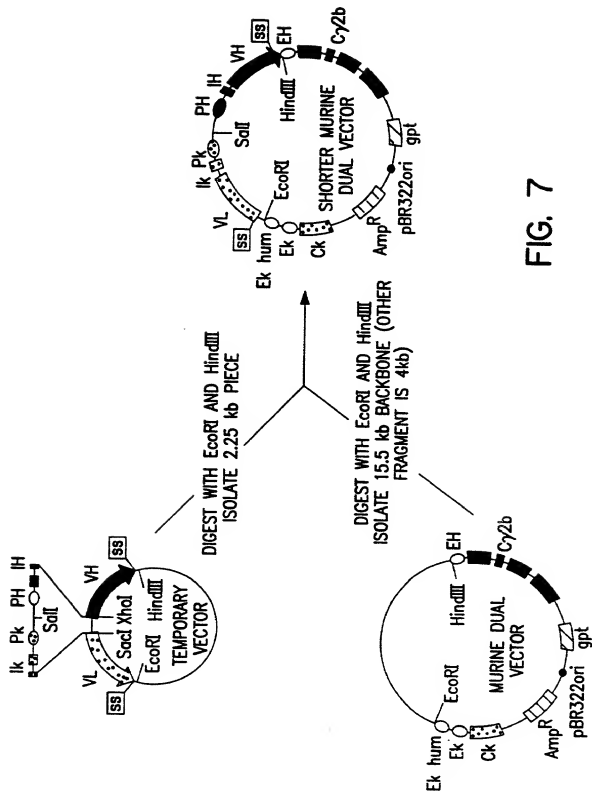 Ik Pk PH IH
SalI
VL
SacI XhoI
VH
SS
EcoRI HindIII
SS
TEMPORARY
VECTOR
DIGEST WITH EcoRI AND HindIII
ISOLATE 2.25 kb PIECE
Ek hum
EcoRI
HindIII
EH
Ek
Ck
MURINE DUAL
VECTOR
Cγ2b
AmpR
pBR322ori
gpt
DIGEST WITH EcoRI AND HindIII
ISOLATE 15.5 kb BACKBONE (OTHER
FRAGMENT IS 4kb)
Ik Pk
PH
IH
VH
SalI
VL
SS
SS
Ek hum
EcoRI
HindIII
EH
Ek
Ck
SHORTER MURINE
DUAL VECTOR
Cγ2b
AmpR
pBR322ori
gpt
FIG. 7